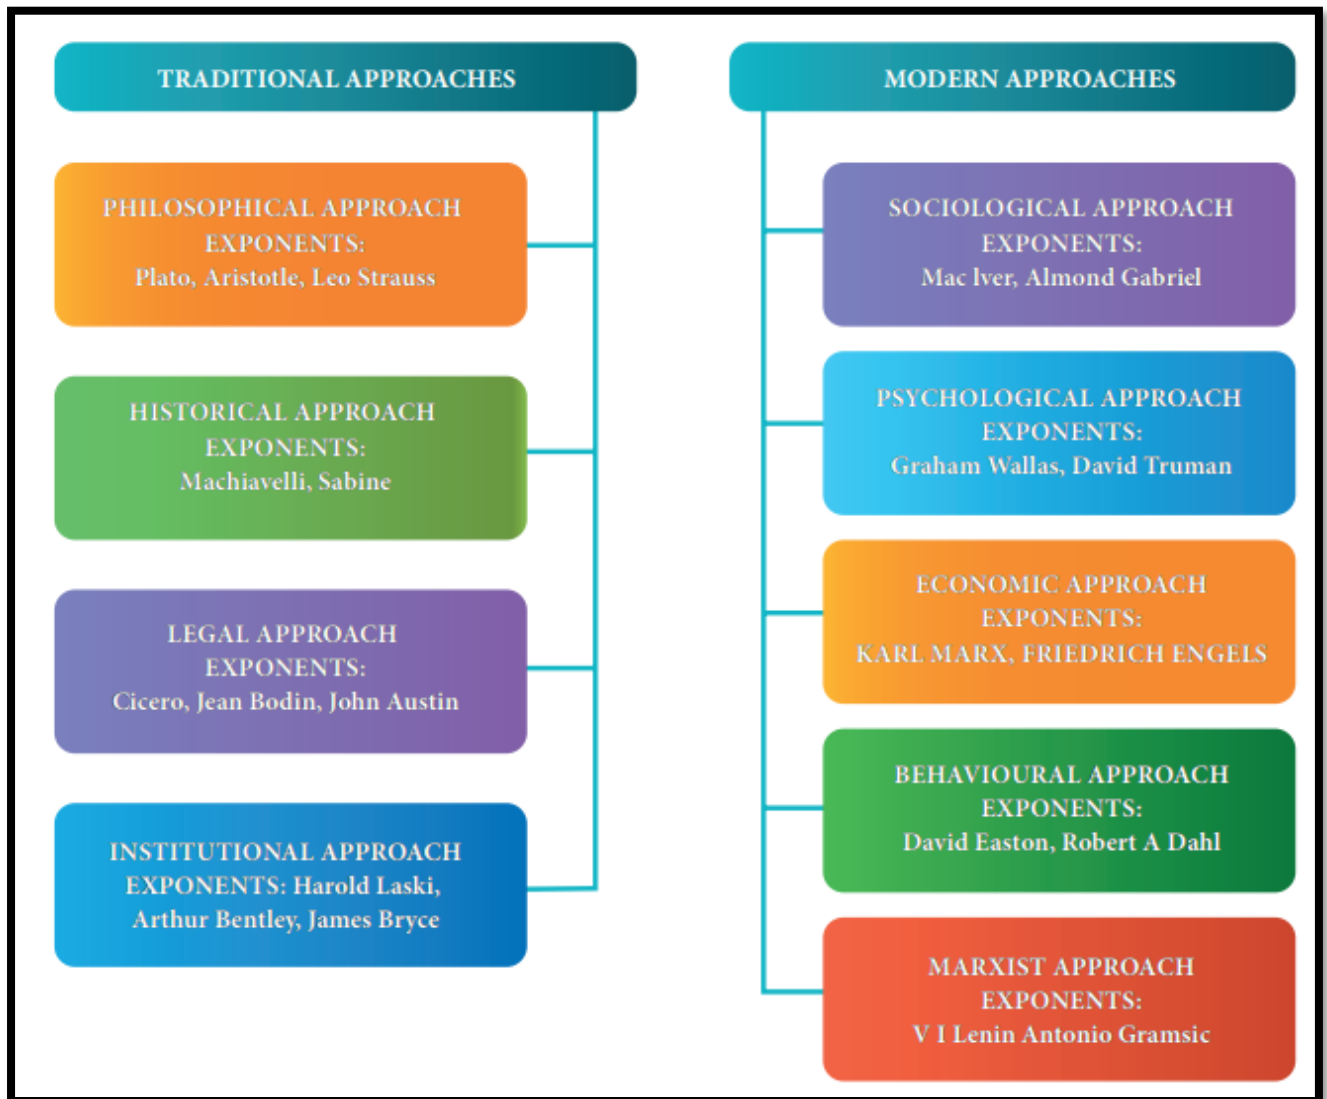 TRADITIONAL APPROACHES
PHILOSOPHICAL APPROACH
EXPONENTS:
Plato, Aristotle, Leo Strauss
HISTORICAL APPROACH
EXPONENTS:
Machiavelli, Sabine
LEGAL APPROACH
EXPONENTS:
Cicero, Jean Bodin, John Austin
INSTITUTIONAL APPROACH
EXPONENTS: Harold Laski,
Arthur Bentley, James Bryce
MODERN APPROACHES
SOCIOLOGICAL APPROACH
EXPONENTS:
Mac lver, Almond Gabriel
PSYCHOLOGICAL APPROACH
EXPONENTS:
Graham Wallas, David Truman
ECONOMIC APPROACH
EXPONENTS:
KARL MARX, FRIEDRICH ENGELS
BEHAVIOURAL APPROACH
EXPONENTS:
David Easton, Robert A Dahl
MARXIST APPROACH
EXPONENTS:
V I Lenin Antonio Gramsic